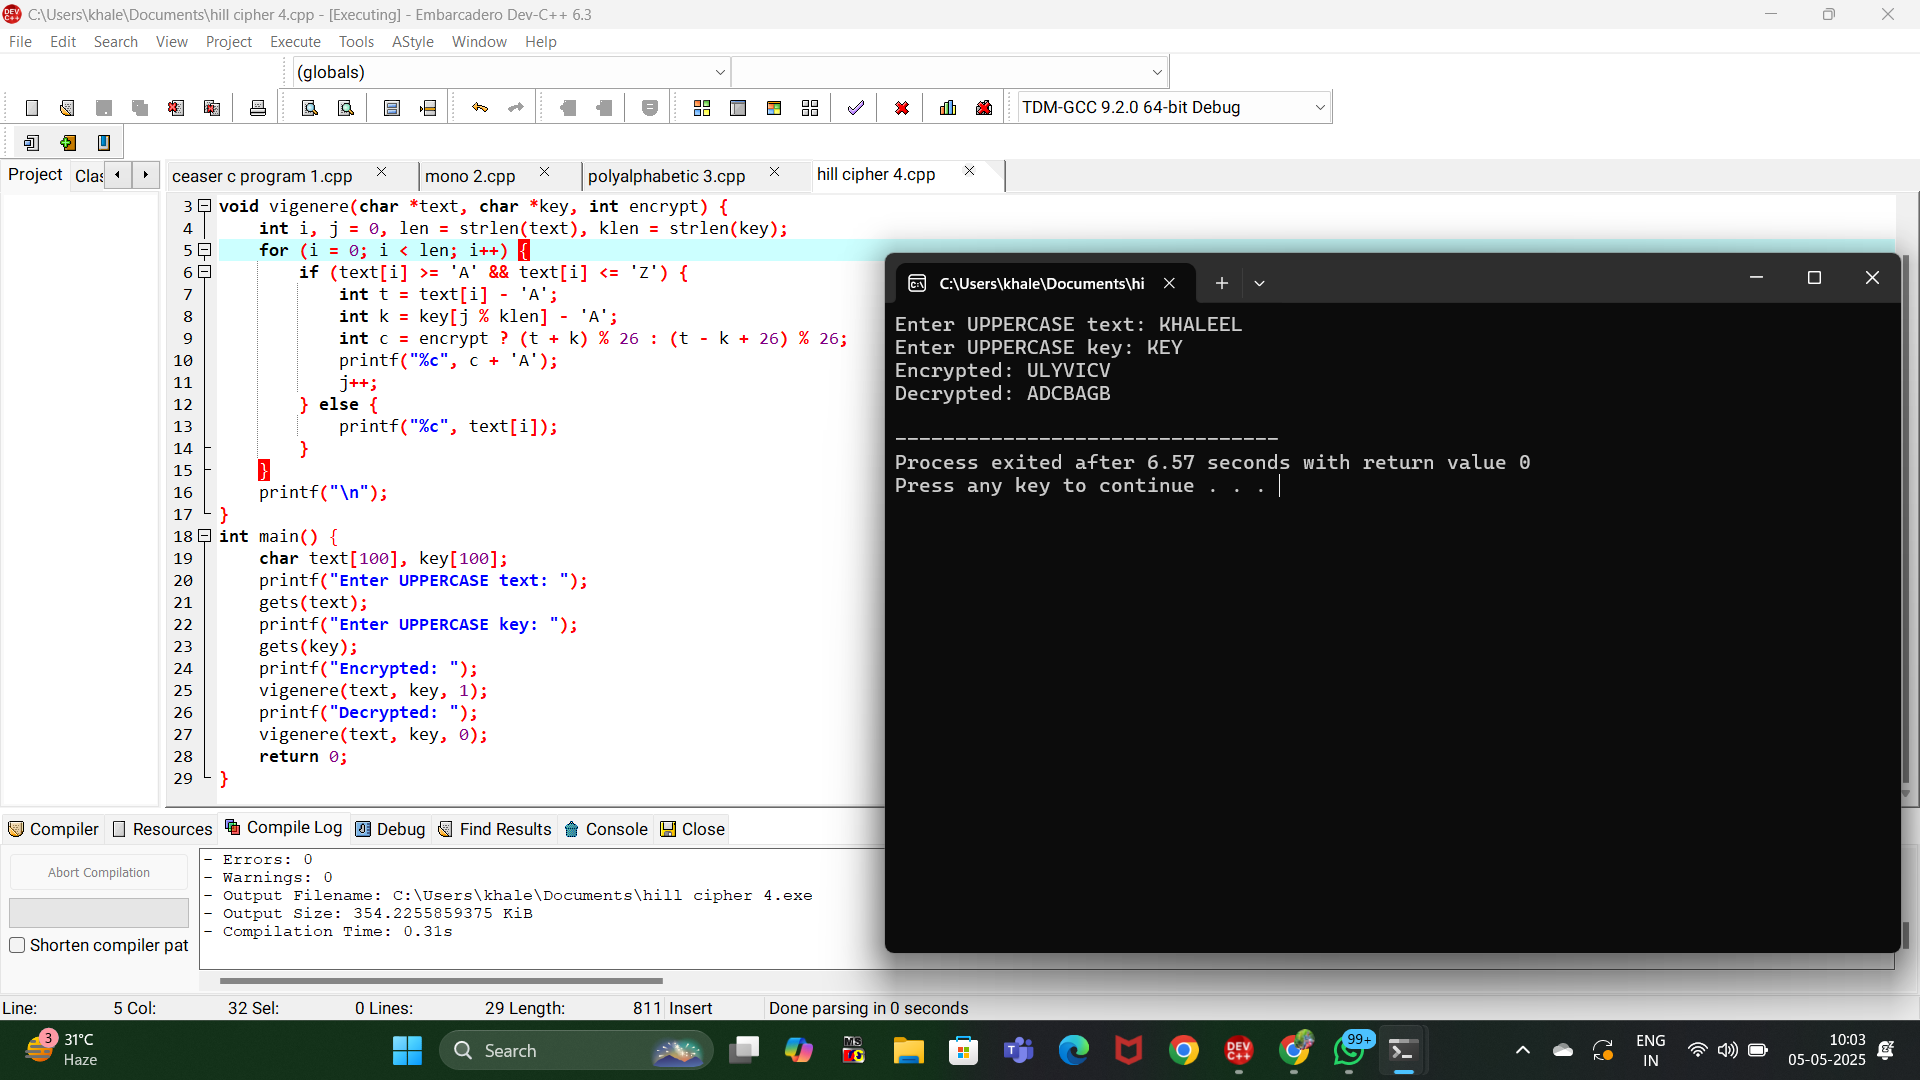 C:\Users\khale\Documents\hill cipher 4.cpp - [Executing] - Embarcadero Dev-C++ 6.3
File Edit Search View Project Execute Tools AStyle Window Help
(globals)
TDM-GCC 9.2.0 64-bit Debug
Project Clas
ceaser c program 1.cpp mono 2.cpp polyalphabetic 3.cpp hill cipher 4.cpp
3 void vigenere(char *text, char *key, int encrypt) {
4 int i, j = 0, len = strlen(text), klen = strlen(key);
5 for (i = 0; i < len; i++) {
6 if (text[i] >= 'A' && text[i] <= 'Z') {
7 int t = text[i] - 'A';
8 int k = key[j % klen] - 'A';
9 int c = encrypt ? (t + k) % 26 : (t - k + 26) % 26;
10 printf("%c", c + 'A');
11 j++;
12 } else {
13 printf("%c", text[i]);
14 }
15 }
16 printf("\n");
17 }
18 int main() {
19 char text[100], key[100];
20 printf("Enter UPPERCASE text: ");
21 gets(text);
22 printf("Enter UPPERCASE key: ");
23 gets(key);
24 printf("Encrypted: ");
25 vigenere(text, key, 1);
26 printf("Decrypted: ");
27 vigenere(text, key, 0);
28 return 0;
29 }
C:\Users\khale\Documents\hi
Enter UPPERCASE text: KHALEEL
Enter UPPERCASE key: KEY
Encrypted: ULYVICV
Decrypted: ADCBAGB
--------------------------------
Process exited after 6.57 seconds with return value 0
Press any key to continue . . .
Compiler Resources Compile Log Debug Find Results Console Close
Abort Compilation
Shorten compiler pat
- Errors: 0
- Warnings: 0
- Output Filename: C:\Users\khale\Documents\hill cipher 4.exe
- Output Size: 354.2255859375 KiB
- Compilation Time: 0.31s
Line: 5 Col: 32 Sel: 0 Lines: 29 Length: 811 Insert Done parsing in 0 seconds
3
31°C
Haze
Search
99+
ENG
IN
10:03
05-05-2025